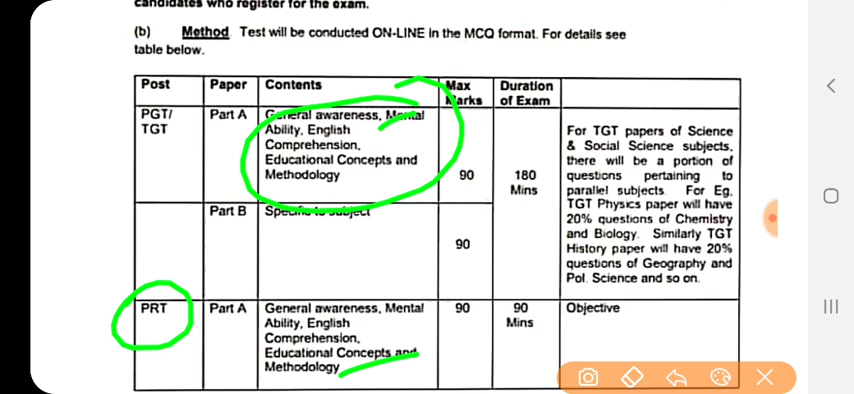 candidates who register for the exam.
(b) Method Test will be conducted ON-LINE in the MCQ format. For details see
table below.
Post Paper Contents Max Marks Duration of Exam
PGT/
TGT
Part A
General awareness, Mental
Ability, English
Comprehension,
Educational Concepts and
Methodology
90
180
Mins
For TGT papers of Science
& Social Science subjects,
there will be a portion of
questions pertaining to
parallel subjects. For Eg.
TGT Physics paper will have
20% questions of Chemistry
and Biology. Similarly TGT
History paper will have 20%
questions of Geography and
Pol. Science and so on.
Part B
Specific to subject
90
PRT
Part A
General awareness, Mental
Ability, English
Comprehension,
Educational Concepts and
Methodology
90
90
Mins
Objective